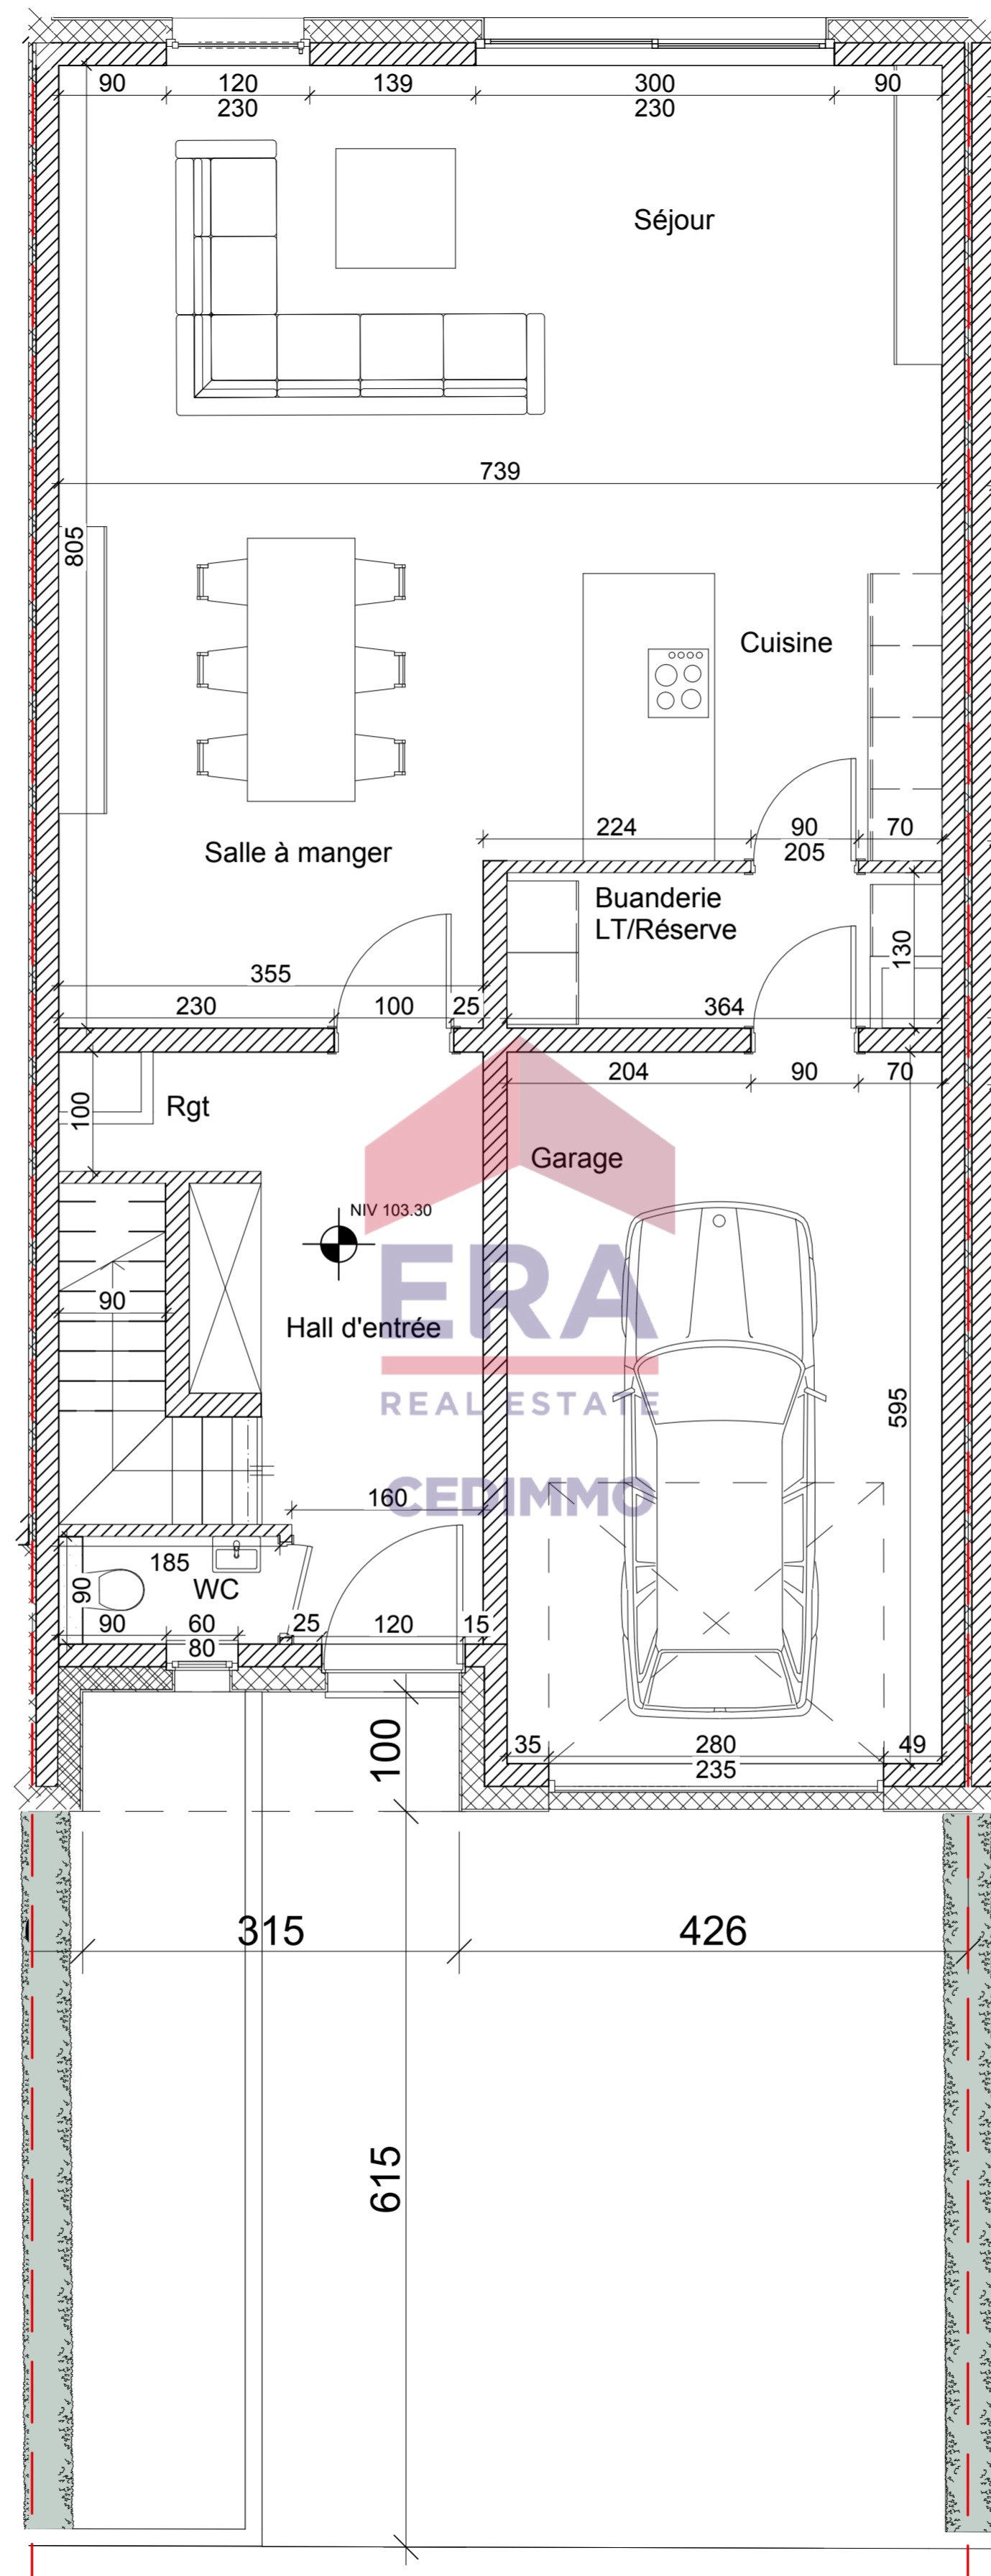 90 120 139 300 90
230 230
Séjour
739
805
Cuisine
224 90 70
205
Salle à manger
Buanderie
LT/Réserve
130
355
230 100 25 364
204 90 70
100
Rgt
Garage
NIV 103.30
ERA
90
Hall d'entrée
REAL ESTATE
595
CEDIMMO
160
185
90
WC
90 60 25 120 15
80
100
35 280 49
235
315 426
615